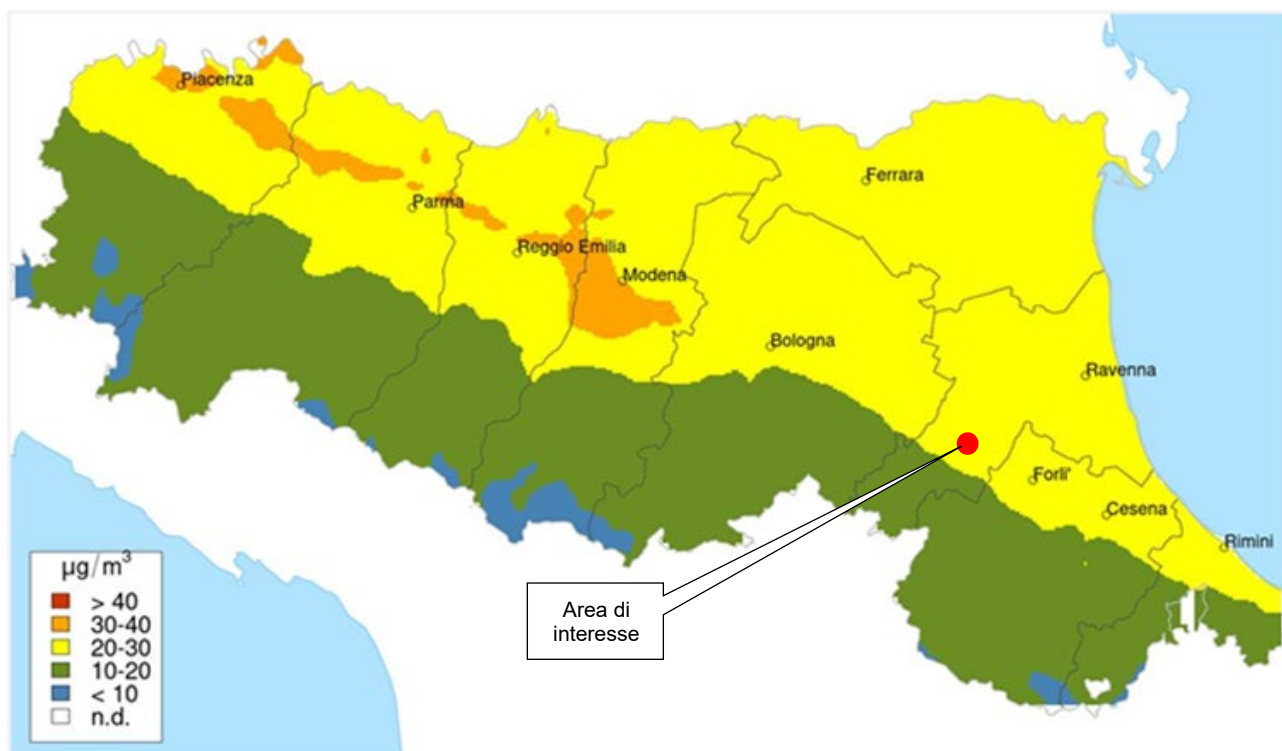 Piacenza
Ferrara
Parma
Reggio Emilia
Modena
Bologna
Ravenna
Forli'
Cesena
Rimini
Area di
interesse
µg/m³
> 40
30-40
20-30
10-20
< 10
n.d.